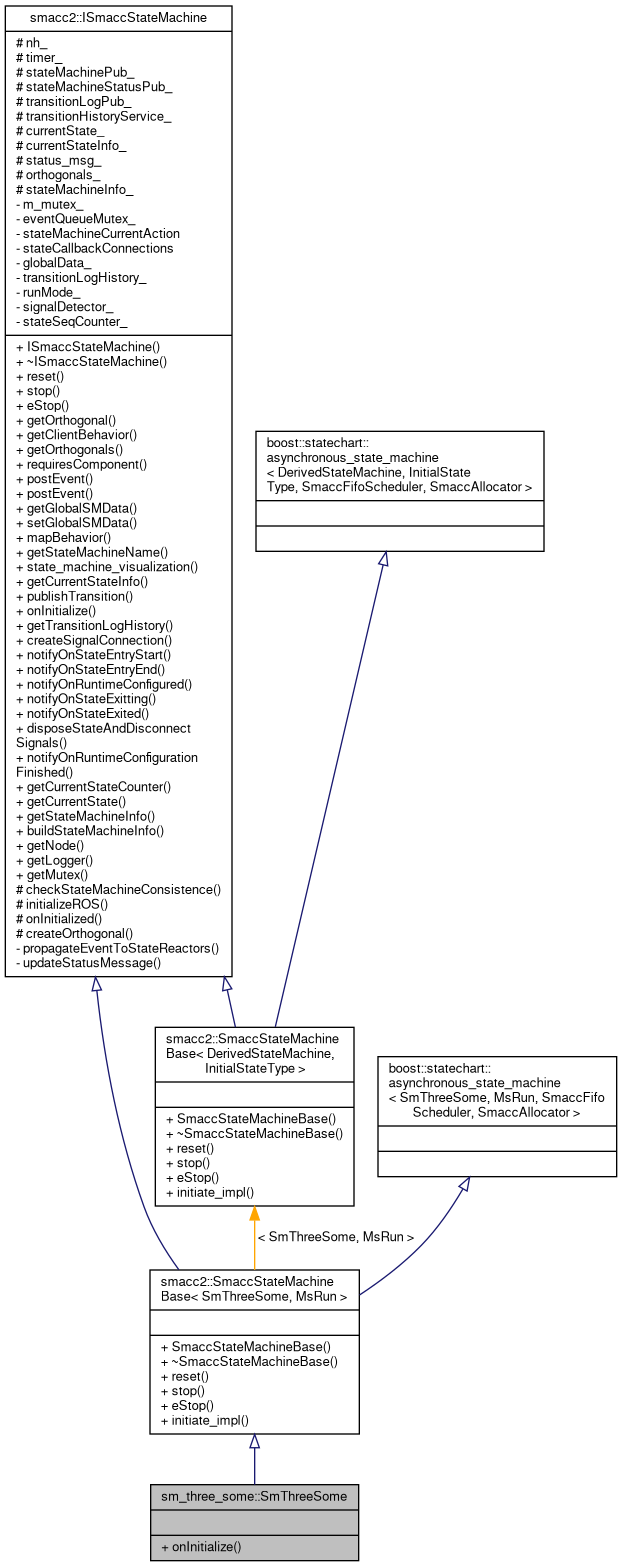 smacc2::ISmaccStateMachine
# nh_
# timer_
# stateMachinePub_
# stateMachineStatusPub_
# transitionLogPub_
# transitionHistoryService_
# currentState_
# currentStateInfo_
# status_msg_
# orthogonals_
# stateMachineInfo_
- m_mutex_
- eventQueueMutex_
- stateMachineCurrentAction
- stateCallbackConnections
- globalData_
- transitionLogHistory_
- runMode_
- signalDetector_
- stateSeqCounter_
+ ISmaccStateMachine()
+ ~ISmaccStateMachine()
+ reset()
+ stop()
+ eStop()
+ getOrthogonal()
+ getClientBehavior()
+ getOrthogonals()
+ requiresComponent()
+ postEvent()
+ postEvent()
+ getGlobalSMData()
+ setGlobalSMData()
+ mapBehavior()
+ getStateMachineName()
+ state_machine_visualization()
+ getCurrentStateInfo()
+ publishTransition()
+ onInitialize()
+ getTransitionLogHistory()
+ createSignalConnection()
+ notifyOnStateEntryStart()
+ notifyOnStateEntryEnd()
+ notifyOnRuntimeConfigured()
+ notifyOnStateExitting()
+ notifyOnStateExited()
+ disposeStateAndDisconnect
Signals()
+ notifyOnRuntimeConfiguration
Finished()
+ getCurrentStateCounter()
+ getCurrentState()
+ getStateMachineInfo()
+ buildStateMachineInfo()
+ getNode()
+ getLogger()
+ getMutex()
# checkStateMachineConsistence()
# initializeROS()
# onInitialized()
# createOrthogonal()
- propagateEventToStateReactors()
- updateStatusMessage()
boost::statechart::
asynchronous_state_machine
< DerivedStateMachine, InitialState
Type, SmaccFifoScheduler, SmaccAllocator >
smacc2::SmaccStateMachine
Base< DerivedStateMachine,
InitialStateType >
+ SmaccStateMachineBase()
+ ~SmaccStateMachineBase()
+ reset()
+ stop()
+ eStop()
+ initiate_impl()
boost::statechart::
asynchronous_state_machine
< SmThreeSome, MsRun, SmaccFifo
Scheduler, SmaccAllocator >
< SmThreeSome, MsRun >
smacc2::SmaccStateMachine
Base< SmThreeSome, MsRun >
+ SmaccStateMachineBase()
+ ~SmaccStateMachineBase()
+ reset()
+ stop()
+ eStop()
+ initiate_impl()
sm_three_some::SmThreeSome
+ onInitialize()